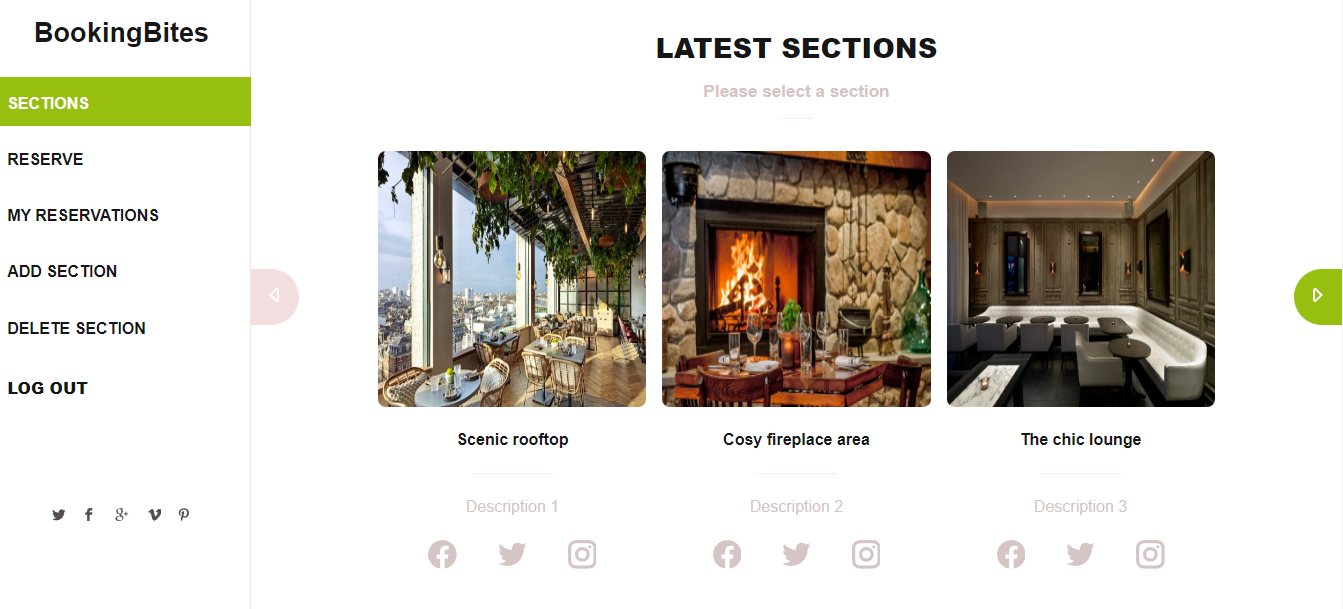 BookingBites
SECTIONS
RESERVE
MY RESERVATIONS
ADD SECTION
DELETE SECTION
LOG OUT
LATEST SECTIONS
Please select a section
Scenic rooftop
Cosy fireplace area
The chic lounge
Description 1
Description 2
Description 3